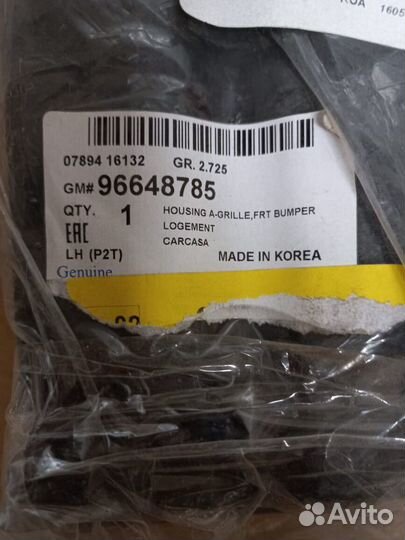 KOA 1605
07894 16132 GR. 2.725
GM# 96648785
QTY. 1 HOUSING A-GRILLE,FRT BUMPER
LOGEMENT
EAC CARCASA
LH (P2T) MADE IN KOREA
Genuine
Avito